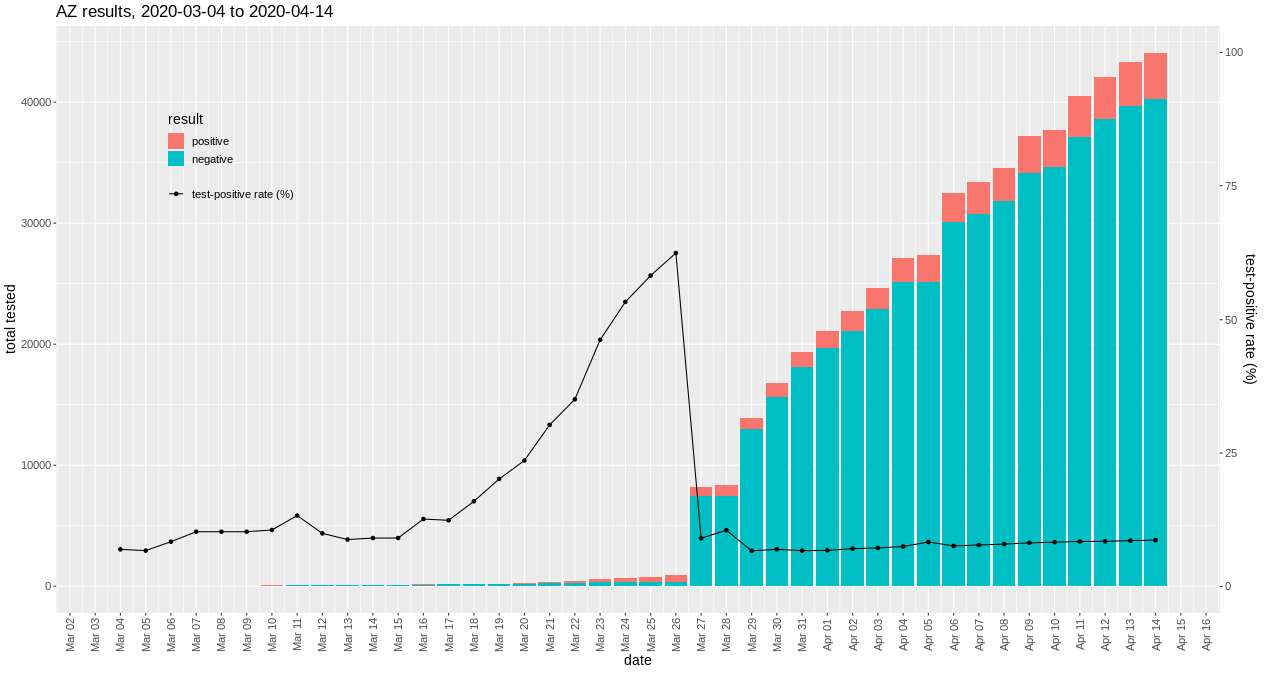 AZ results, 2020-03-04 to 2020-04-14
result
positive
negative
test-positive rate (%)
total tested
40000
30000
20000
10000
0
100
75
50
25
0
test-positive rate (%)
Mar 02
Mar 03
Mar 04
Mar 05
Mar 06
Mar 07
Mar 08
Mar 09
Mar 10
Mar 11
Mar 12
Mar 13
Mar 14
Mar 15
Mar 16
Mar 17
Mar 18
Mar 19
Mar 20
Mar 21
Mar 22
Mar 23
Mar 24
Mar 25
Mar 26
Mar 27
Mar 28
Mar 29
Mar 30
Mar 31
Apr 01
Apr 02
Apr 03
Apr 04
Apr 05
Apr 06
Apr 07
Apr 08
Apr 09
Apr 10
Apr 11
Apr 12
Apr 13
Apr 14
Apr 15
Apr 16
date